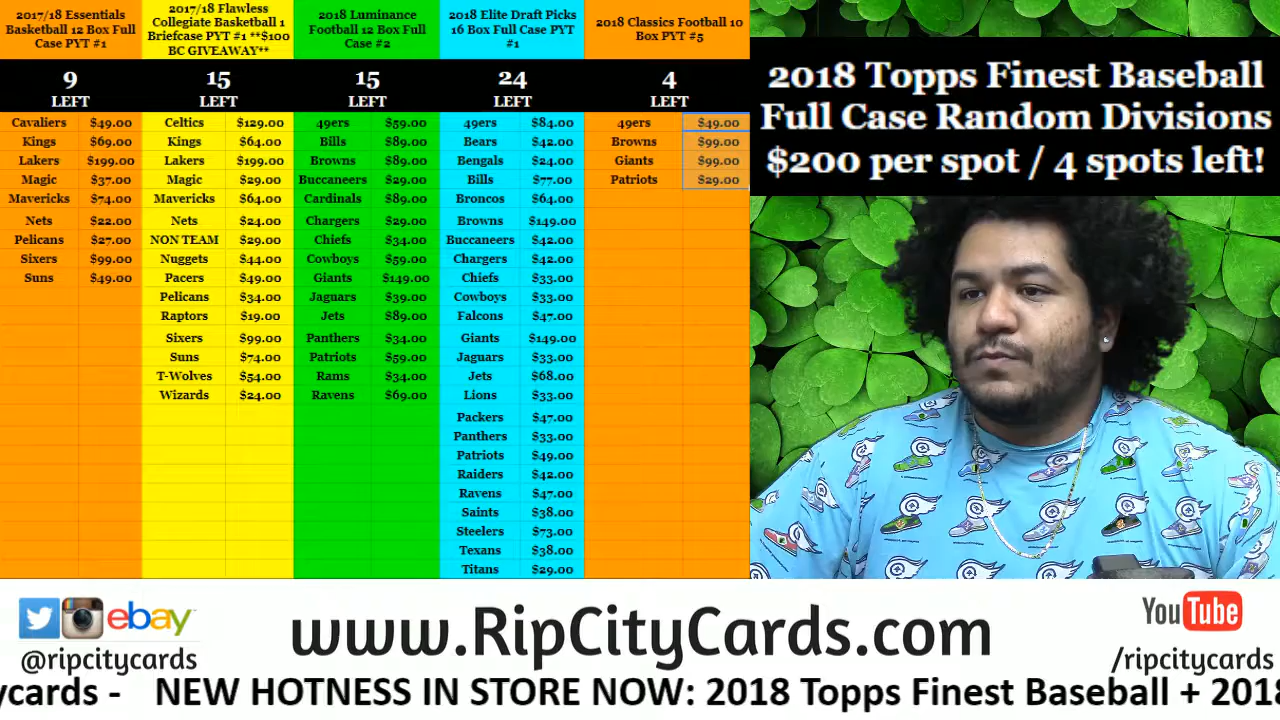 2017/18 Essentials
Basketball 12 Box Full
Case PYT #1
9
LEFT
Cavaliers $49.00
Kings $69.00
Lakers $199.00
Magic $37.00
Mavericks $74.00
Nets $22.00
Pelicans $27.00
Sixers $99.00
Suns $49.00
2017/18 Flawless
Collegiate Basketball 1
Briefcase PYT #1 **$100
BC GIVEAWAY**
15
LEFT
Celtics $129.00
Kings $64.00
Lakers $199.00
Magic $29.00
Mavericks $64.00
Nets $24.00
NON TEAM $29.00
Nuggets $44.00
Pacers $49.00
Pelicans $34.00
Raptors $19.00
Sixers $99.00
Suns $74.00
T-Wolves $54.00
Wizards $24.00
2018 Luminance
Football 12 Box Full
Case #2
15
LEFT
49ers $59.00
Bills $89.00
Browns $89.00
Buccaneers $29.00
Cardinals $89.00
Chargers $29.00
Chiefs $34.00
Cowboys $59.00
Giants $149.00
Jaguars $39.00
Jets $89.00
Panthers $34.00
Patriots $59.00
Rams $34.00
Ravens $69.00
2018 Elite Draft Picks
16 Box Full Case PYT
#1
24
LEFT
49ers $84.00
Bears $42.00
Bengals $24.00
Bills $77.00
Broncos $64.00
Browns $149.00
Buccaneers $42.00
Chargers $42.00
Chiefs $33.00
Cowboys $33.00
Falcons $47.00
Giants $149.00
Jaguars $33.00
Jets $68.00
Lions $33.00
Packers $47.00
Panthers $33.00
Patriots $49.00
Raiders $42.00
Ravens $47.00
Saints $38.00
Steelers $73.00
Texans $38.00
Titans $29.00
2018 Classics Football 10
Box PYT #5
4
LEFT
49ers $49.00
Browns $99.00
Giants $99.00
Patriots $29.00
2018 Topps Finest Baseball
Full Case Random Divisions
$200 per spot / 4 spots left!
ebay
@ripcitycards
www.RipCityCards.com
YouTube
/ripcitycards
ycards - NEW HOTNESS IN STORE NOW: 2018 Topps Finest Baseball + 2018